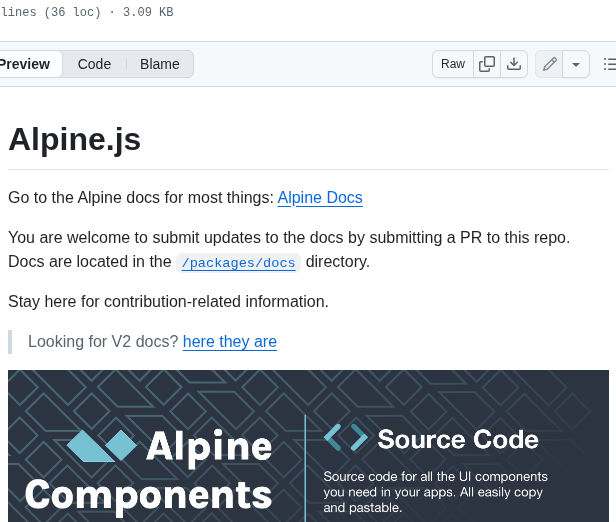 lines (36 loc) · 3.09 KB
Preview Code Blame Raw
Alpine.js
Go to the Alpine docs for most things: Alpine Docs
You are welcome to submit updates to the docs by submitting a PR to this repo.
Docs are located in the /packages/docs directory.
Stay here for contribution-related information.
Looking for V2 docs? here they are
Alpine
Components
Source Code
Source code for all the UI components
you need in your apps. All easily copy
and pastable.